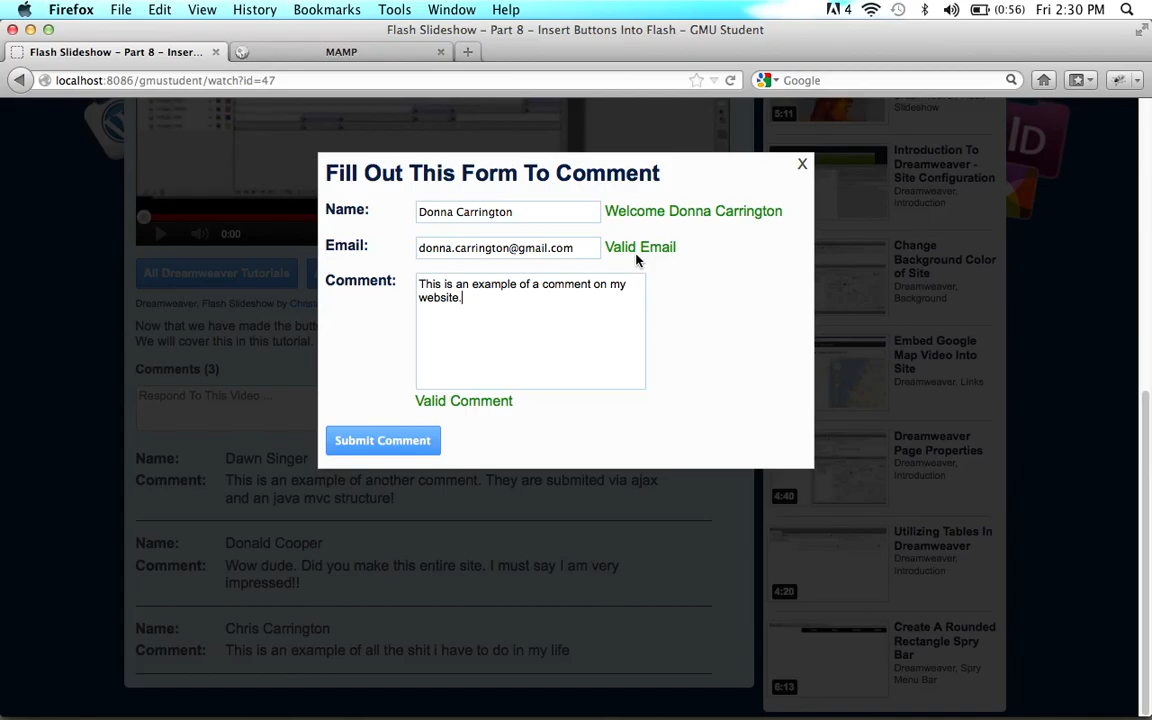 Firefox File Edit View History Bookmarks Tools Window Help 4 (0:56) Fri 2:30 PM
Flash Slideshow - Part 8 - Insert Buttons Into Flash - GMU Student
Flash Slideshow - Part 8 - Inser... MAMP
localhost:8086/gmustudent/watch?id=47 Google
Fill Out This Form To Comment X
Name: Donna Carrington Welcome Donna Carrington
Email: donna.carrington@gmail.com Valid Email
Comment: This is an example of a comment on my
website.
Valid Comment
Submit Comment
0:00
All Dreamweaver Tutorials
Dreamweaver, Flash Slideshow by Chris
Now that we have made the
We will cover this in this tutorial.
Comments (3)
Respond To This Video ...
Name: Dawn Singer
Comment: This is an example of another comment. They are submited via ajax
and an java mvc structure!
Name: Donald Cooper
Comment: Wow dude. Did you make this entire site. I must say I am very
impressed!!
Name: Chris Carrington
Comment: This is an example of all the shit i have to do in my life
5:11
Flash
Slideshow
Introduction To
Dreamweaver -
Site Configuration
Dreamweaver,
Introduction
Change
Background Color
of Site
Dreamweaver,
Background
Embed Google
Map Video Into
Site
Dreamweaver, Links
4:40
Dreamweaver
Page Properties
Dreamweaver,
Introduction
4:20
Utilizing Tables In
Dreamweaver
Dreamweaver,
Introduction
6:13
Create A Rounded
Rectangle Spry
Bar
Dreamweaver, Spry
Menu Bar
ID